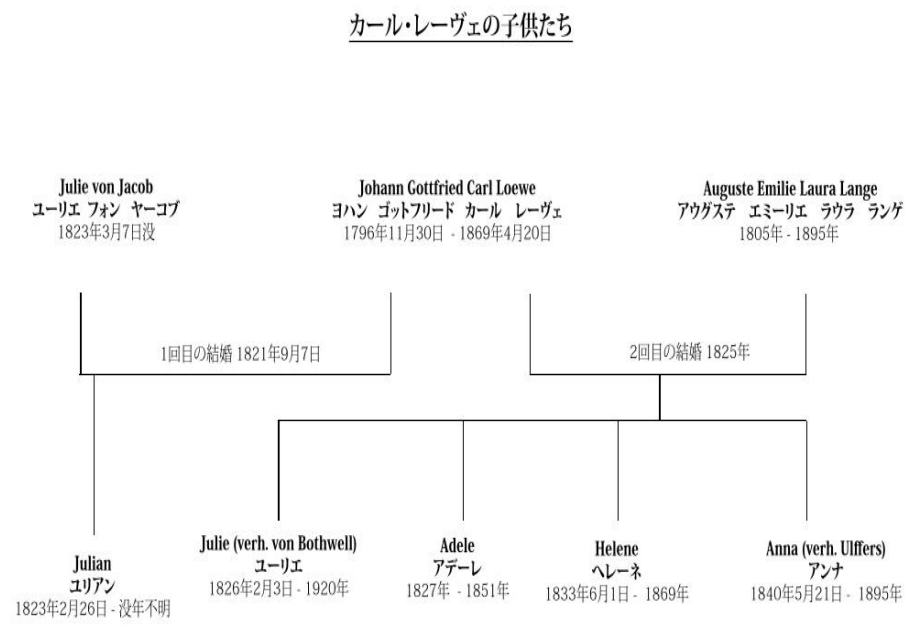 カール・レーヴェの子供たち
Julie von Jacob
ユーリエ フォン ヤーコブ
1823年3月7日没
Johann Gottfried Carl Loewe
ヨハン ゴットフリード カール レーヴェ
1796年11月30日 - 1869年4月20日
Auguste Emilie Laura Lange
アウグステ エミーリエ ラウラ ランゲ
1805年 - 1895年
1回目の結婚 1821年9月7日
2回目の結婚 1825年
Julian
ユリアン
1823年2月26日 - 没年不明
Julie (verh. von Bothwell)
ユーリエ
1826年2月3日 - 1920年
Adele
アデーレ
1827年 - 1851年
Helene
ヘレーネ
1833年6月1日 - 1869年
Anna (verh. Ulffers)
アンナ
1840年5月21日 - 1895年